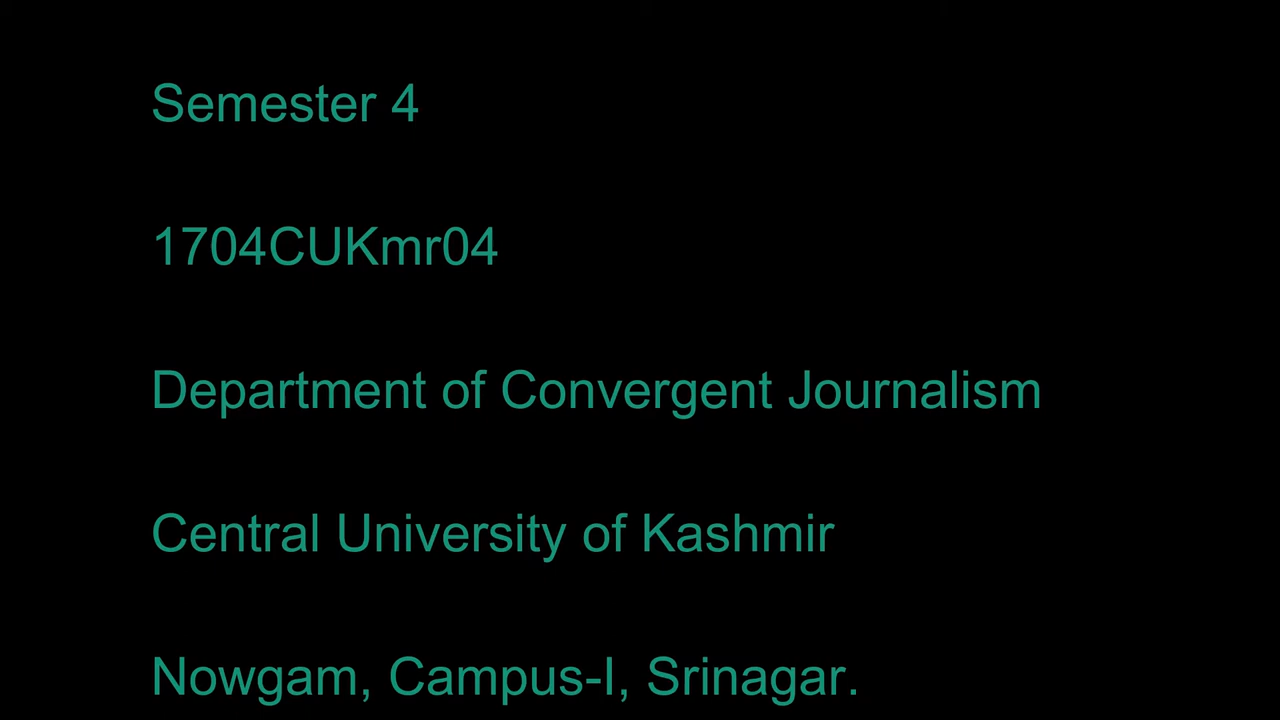 Semester 4
1704CUKmr04
Department of Convergent Journalism
Central University of Kashmir
Nowgam, Campus-I, Srinagar.